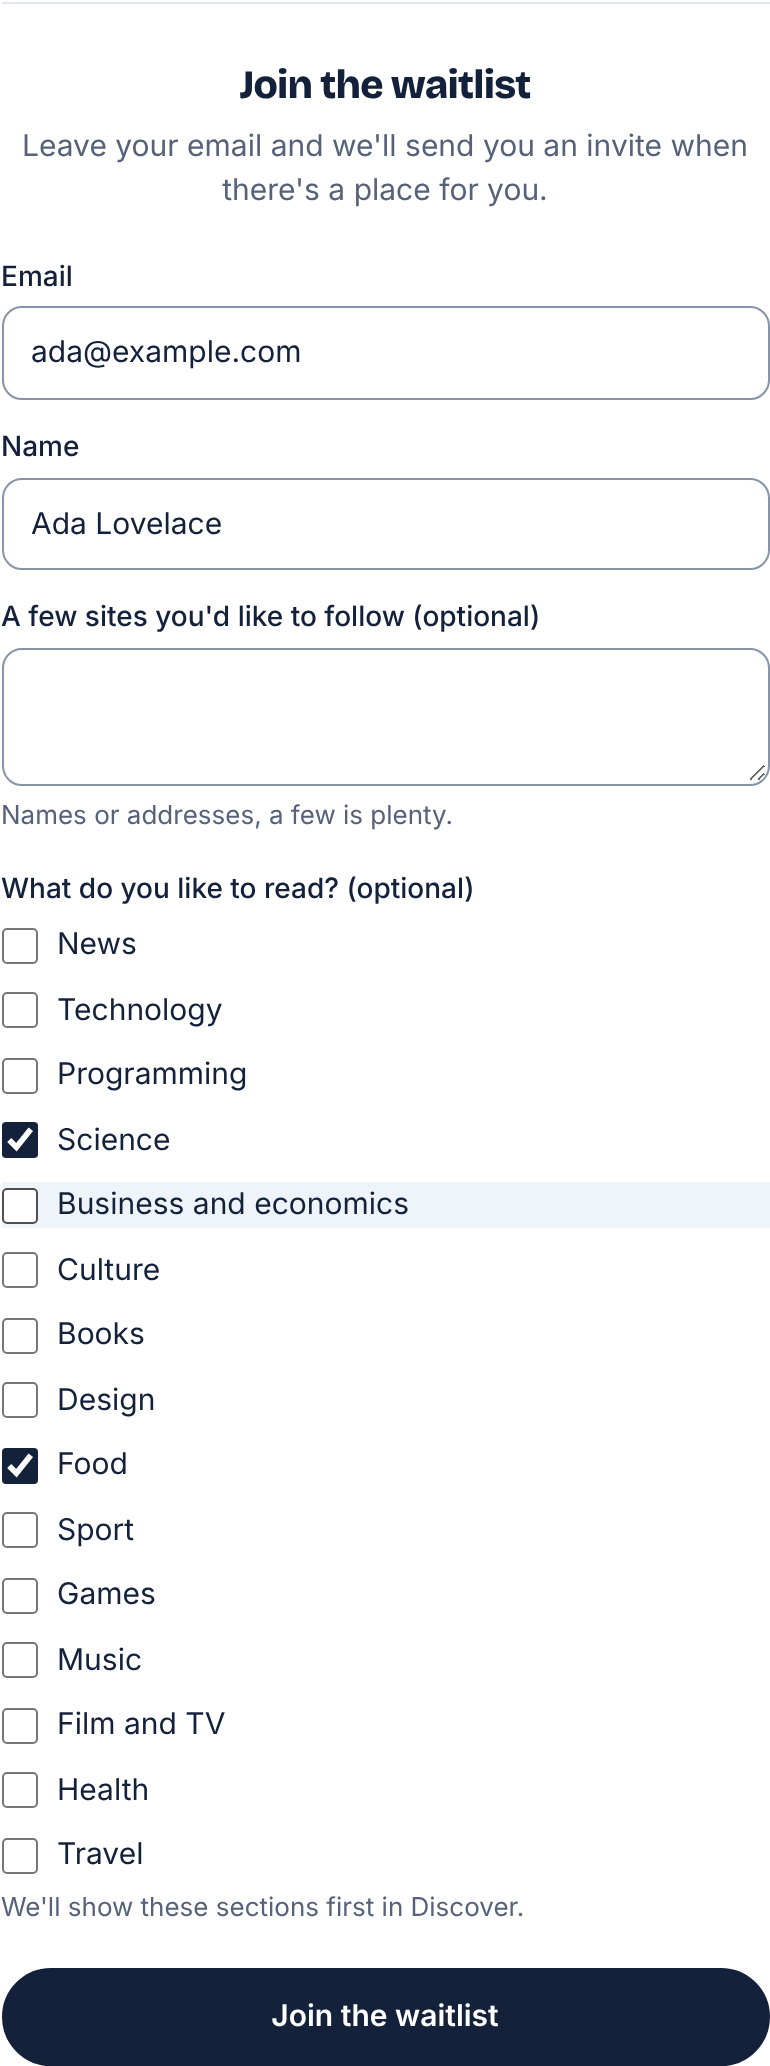 Join the waitlist
Leave your email and we'll send you an invite when
there's a place for you.
Email
ada@example.com
Name
Ada Lovelace
A few sites you'd like to follow (optional)
Names or addresses, a few is plenty.
What do you like to read? (optional)
News
Technology
Programming
Science
Business and economics
Culture
Books
Design
Food
Sport
Games
Music
Film and TV
Health
Travel
We'll show these sections first in Discover.
Join the waitlist